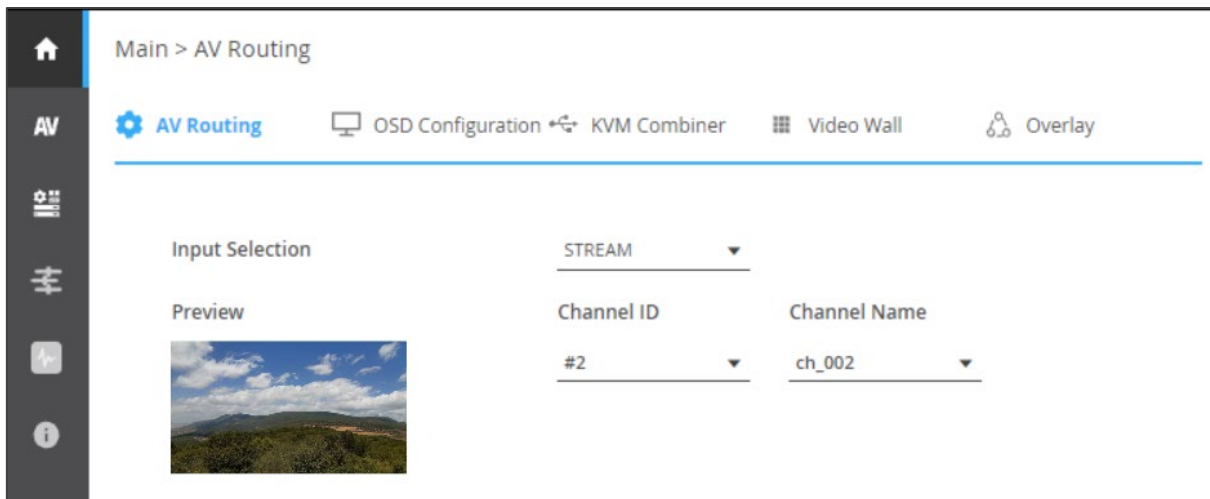 Main > AV Routing
AV
AV Routing OSD Configuration KVM Combiner Video Wall Overlay
Input Selection STREAM
Preview Channel ID Channel Name
#2 ch_002